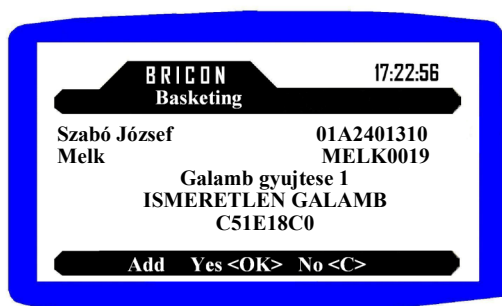 BRICON 17:22:56
Basketing
Szabó József 01A2401310
Melk MELK0019
Galamb gyujtese 1
ISMERETLEN GALAMB
C51E18C0
Add Yes <OK> No <C>